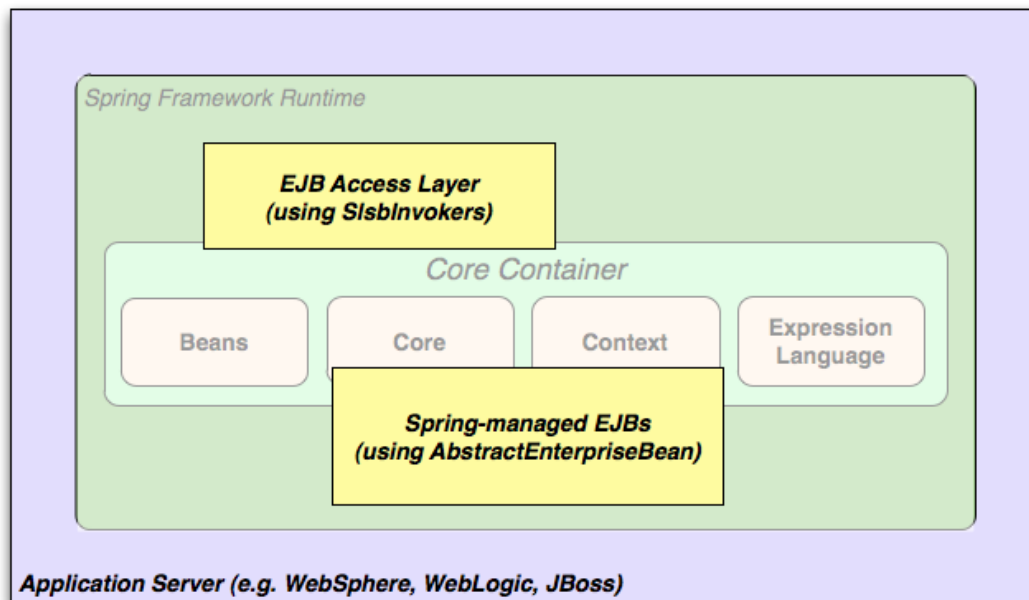 Spring Framework Runtime
EJB Access Layer
(using SlsbInvokers)
Core Container
Beans
Core
Context
Expression
Language
Spring-managed EJBs
(using AbstractEnterpriseBean)
Application Server (e.g. WebSphere, WebLogic, JBoss)